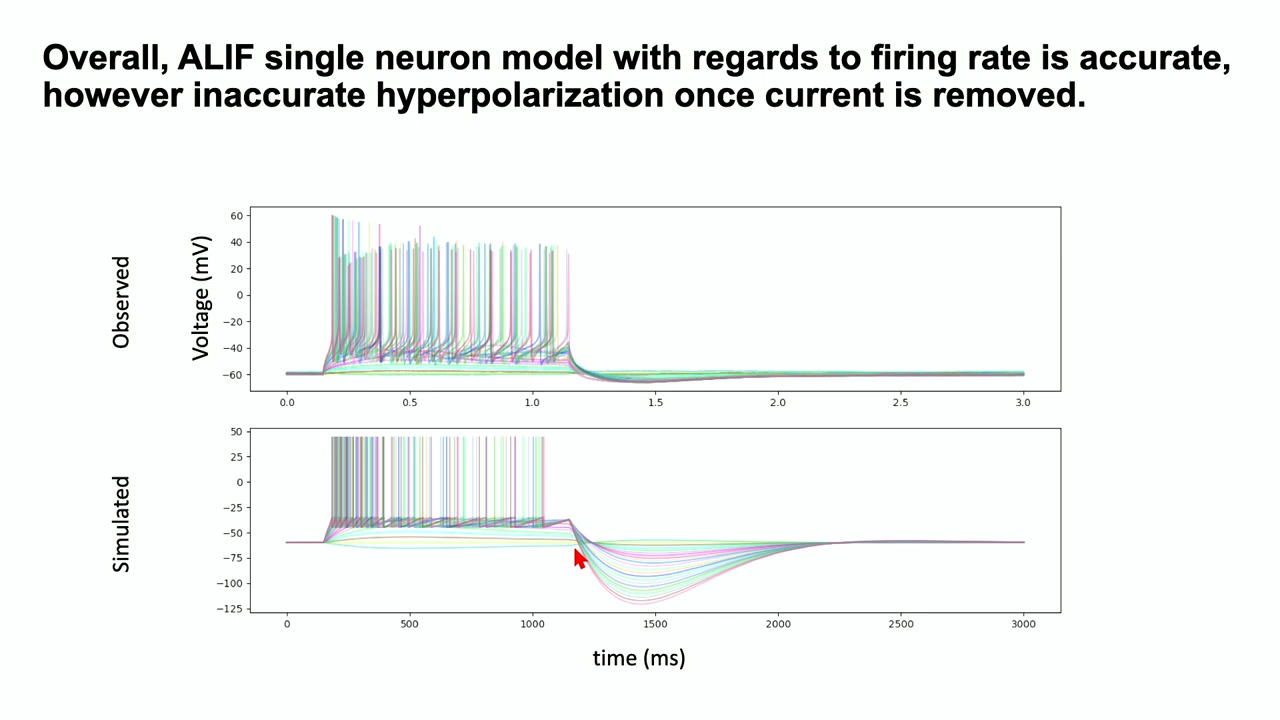 Overall, ALIF single neuron model with regards to firing rate is accurate,
however inaccurate hyperpolarization once current is removed.
Observed
Voltage (mV)
60
40
20
0
−20
−40
−60
0.0 0.5 1.0 1.5 2.0 2.5 3.0
Simulated
50
25
0
−25
−50
−75
−100
−125
0 500 1000 1500 2000 2500 3000
time (ms)